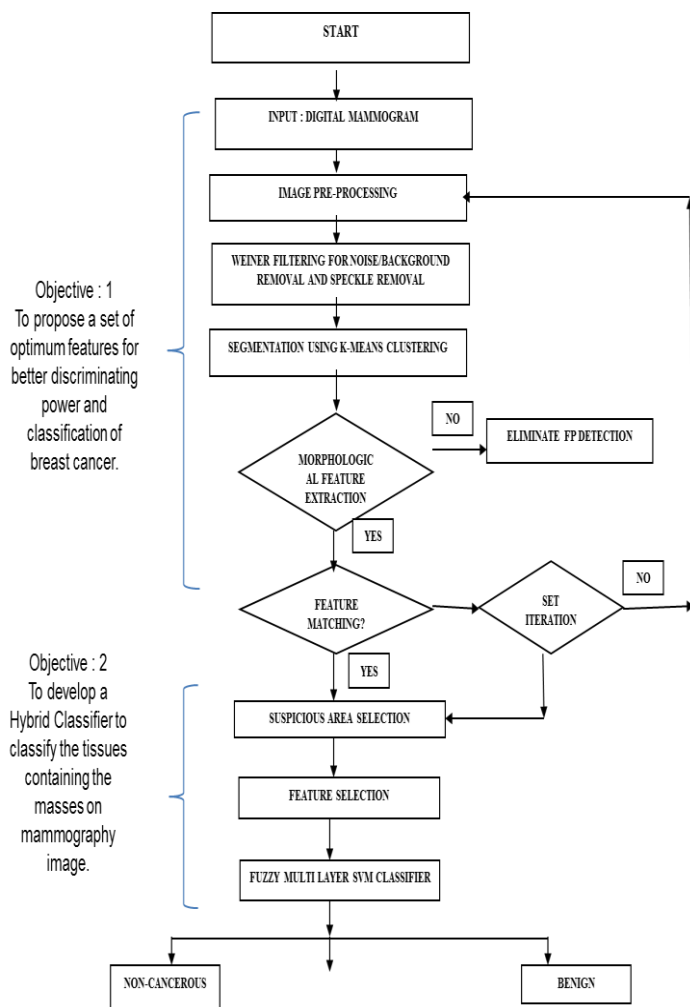 START
INPUT : DIGITAL MAMMOGRAM
IMAGE PRE-PROCESSING
WEINER FILTERING FOR NOISE/BACKGROUND
REMOVAL AND SPECKLE REMOVAL
SEGMENTATION USING K-MEANS CLUSTERING
Objective : 1
To propose a set of
optimum features for
better discriminating
power and
classification of
breast cancer.
NO
ELIMINATE FP DETECTION
MORPHOLOGIC
AL FEATURE
EXTRACTION
YES
FEATURE
MATCHING?
SET
ITERATION
NO
YES
Objective : 2
To develop a
Hybrid Classifier to
classify the tissues
containing the
masses on
mammography
image.
SUSPICIOUS AREA SELECTION
FEATURE SELECTION
FUZZY MULTI LAYER SVM CLASSIFIER
NON-CANCEROUS
BENIGN